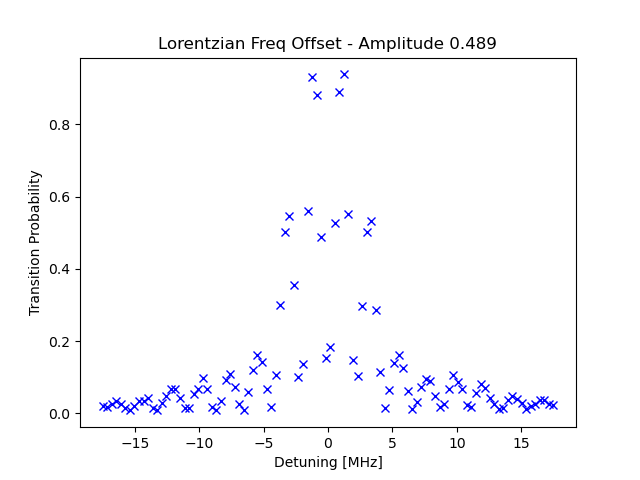 Lorentzian Freq Offset - Amplitude 0.489
Transition Probability
0.8
0.6
0.4
0.2
0.0
−15 −10 −5 0 5 10 15
Detuning [MHz]